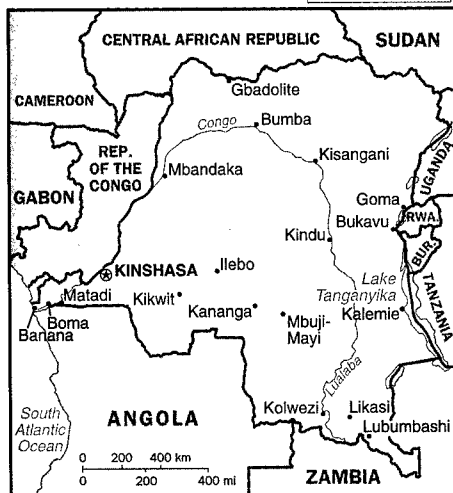 CENTRAL AFRICAN REPUBLIC
SUDAN
CAMEROON
Gbadolite
Congo
Bumba
REP.
OF THE
CONGO
Mbandaka
Kisangani
UGANDA
GABON
Goma
RWA.
Bukavu
Kindu
BUR.
KINSHASA
Ilebo
Lake
Tanganyika
TANZANIA
Matadi
Kikwit
Kananga
Kalemie
Boma
Banana
Mbuji-
Mayi
Lualaba
South
Atlantic
Ocean
ANGOLA
Kolwezi
Likasi
Lubumbashi
0 200 400 km
0 200 400 mi
ZAMBIA